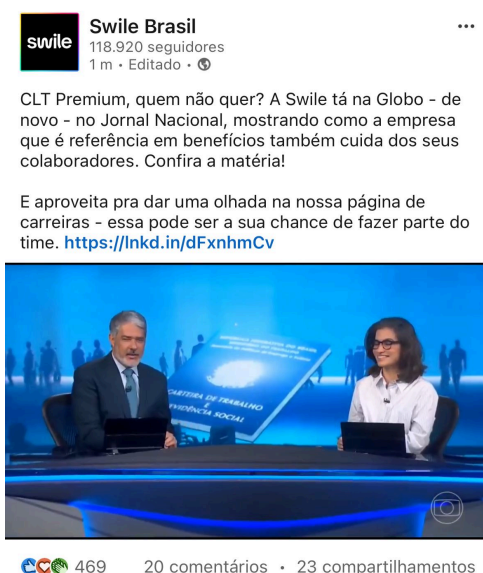 swile
Swile Brasil
118.920 seguidores
1 m • Editado •
CLT Premium, quem não quer? A Swile tá na Globo - de
novo - no Jornal Nacional, mostrando como a empresa
que é referência em benefícios também cuida dos seus
colaboradores. Confira a matéria!
E aproveita pra dar uma olhada na nossa página de
carreiras - essa pode ser a sua chance de fazer parte do
time. https://lnkd.in/dFxnhmCv
CARTEIRA DE TRABALHO
E
PREVIDÊNCIA SOCIAL
469
20 comentários • 23 compartilhamentos